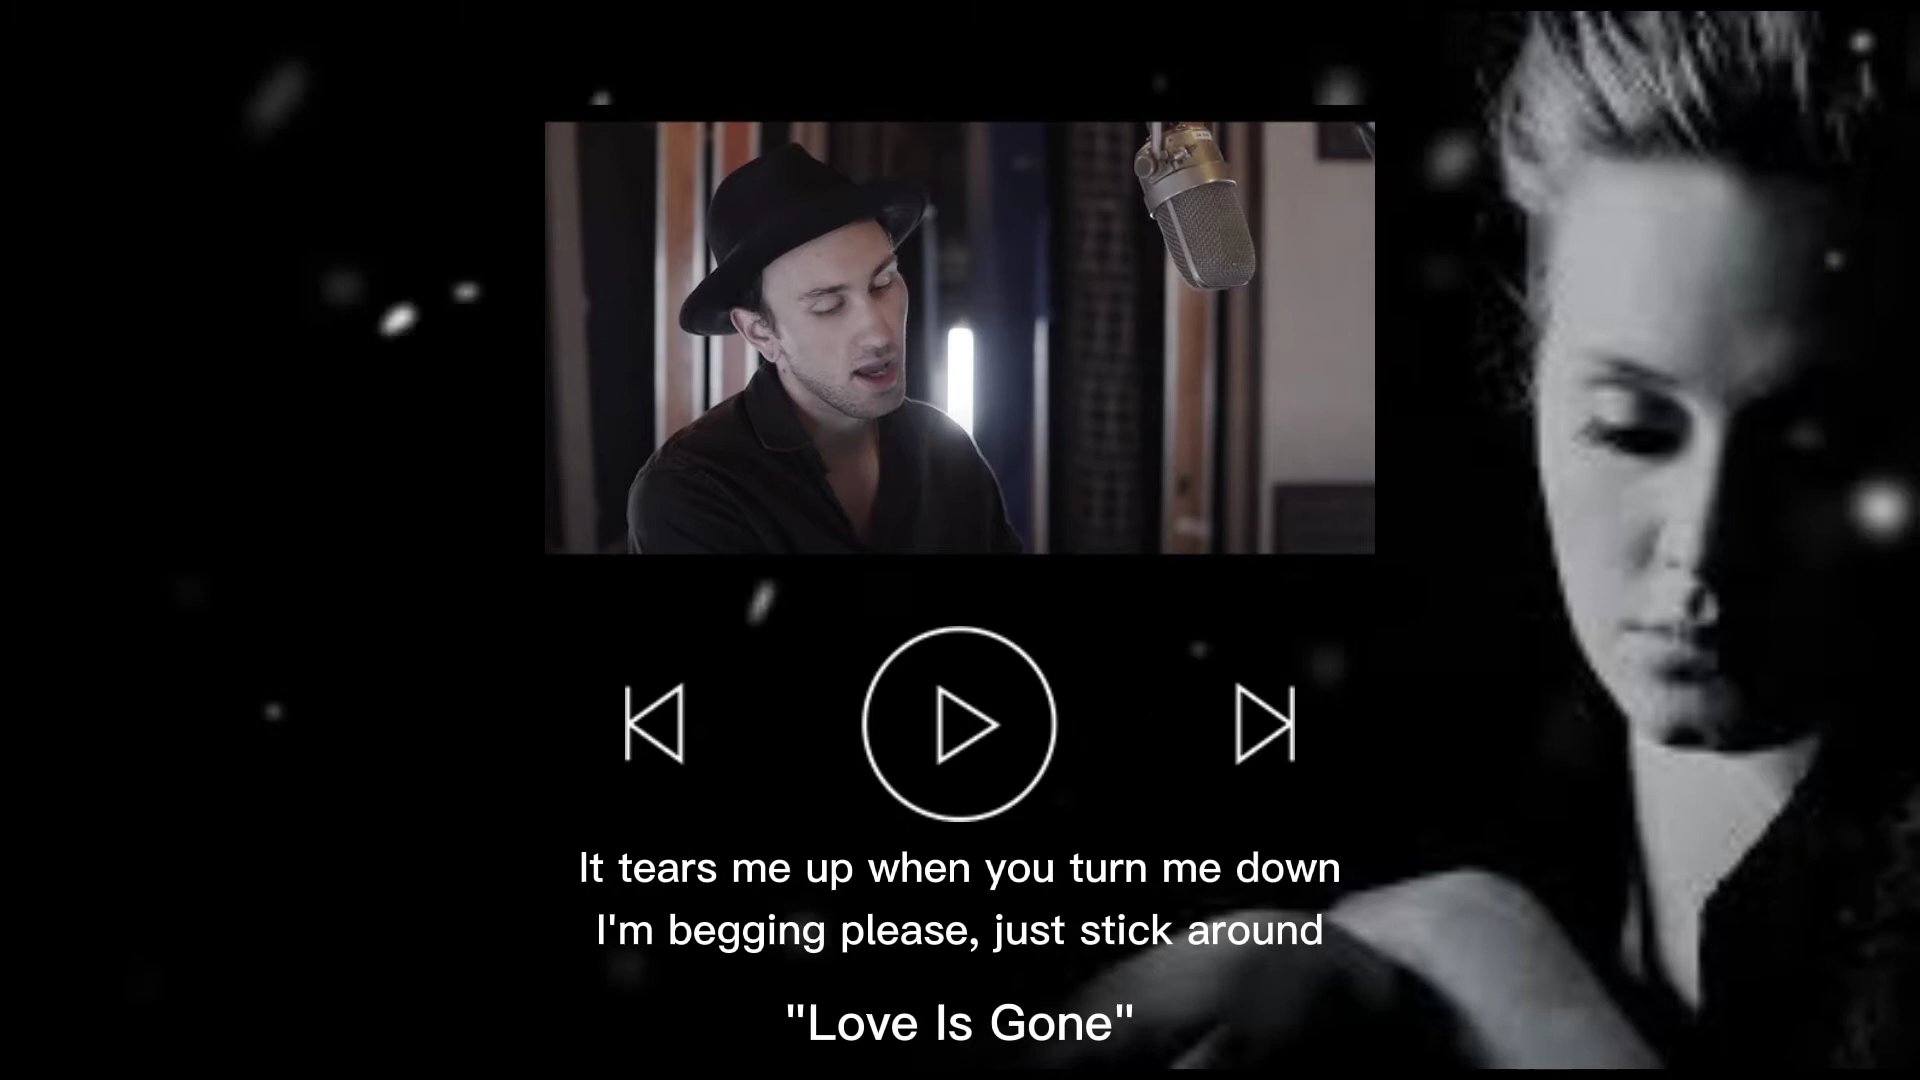 It tears me up when you turn me down
I'm begging please, just stick around
"Love Is Gone"